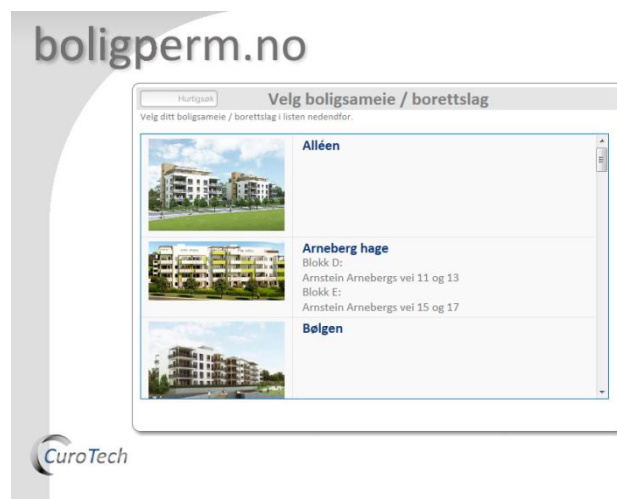 boligperm.no
Hurtigsøk
Velg boligsameie / borettslag
Velg ditt boligsameie / borettslag i listen nedendfor.
Alléen
Arneberg hage
Blokk D:
Arnstein Arnebergs vei 11 og 13
Blokk E:
Arnstein Arnebergs vei 15 og 17
Bølgen
CuroTech